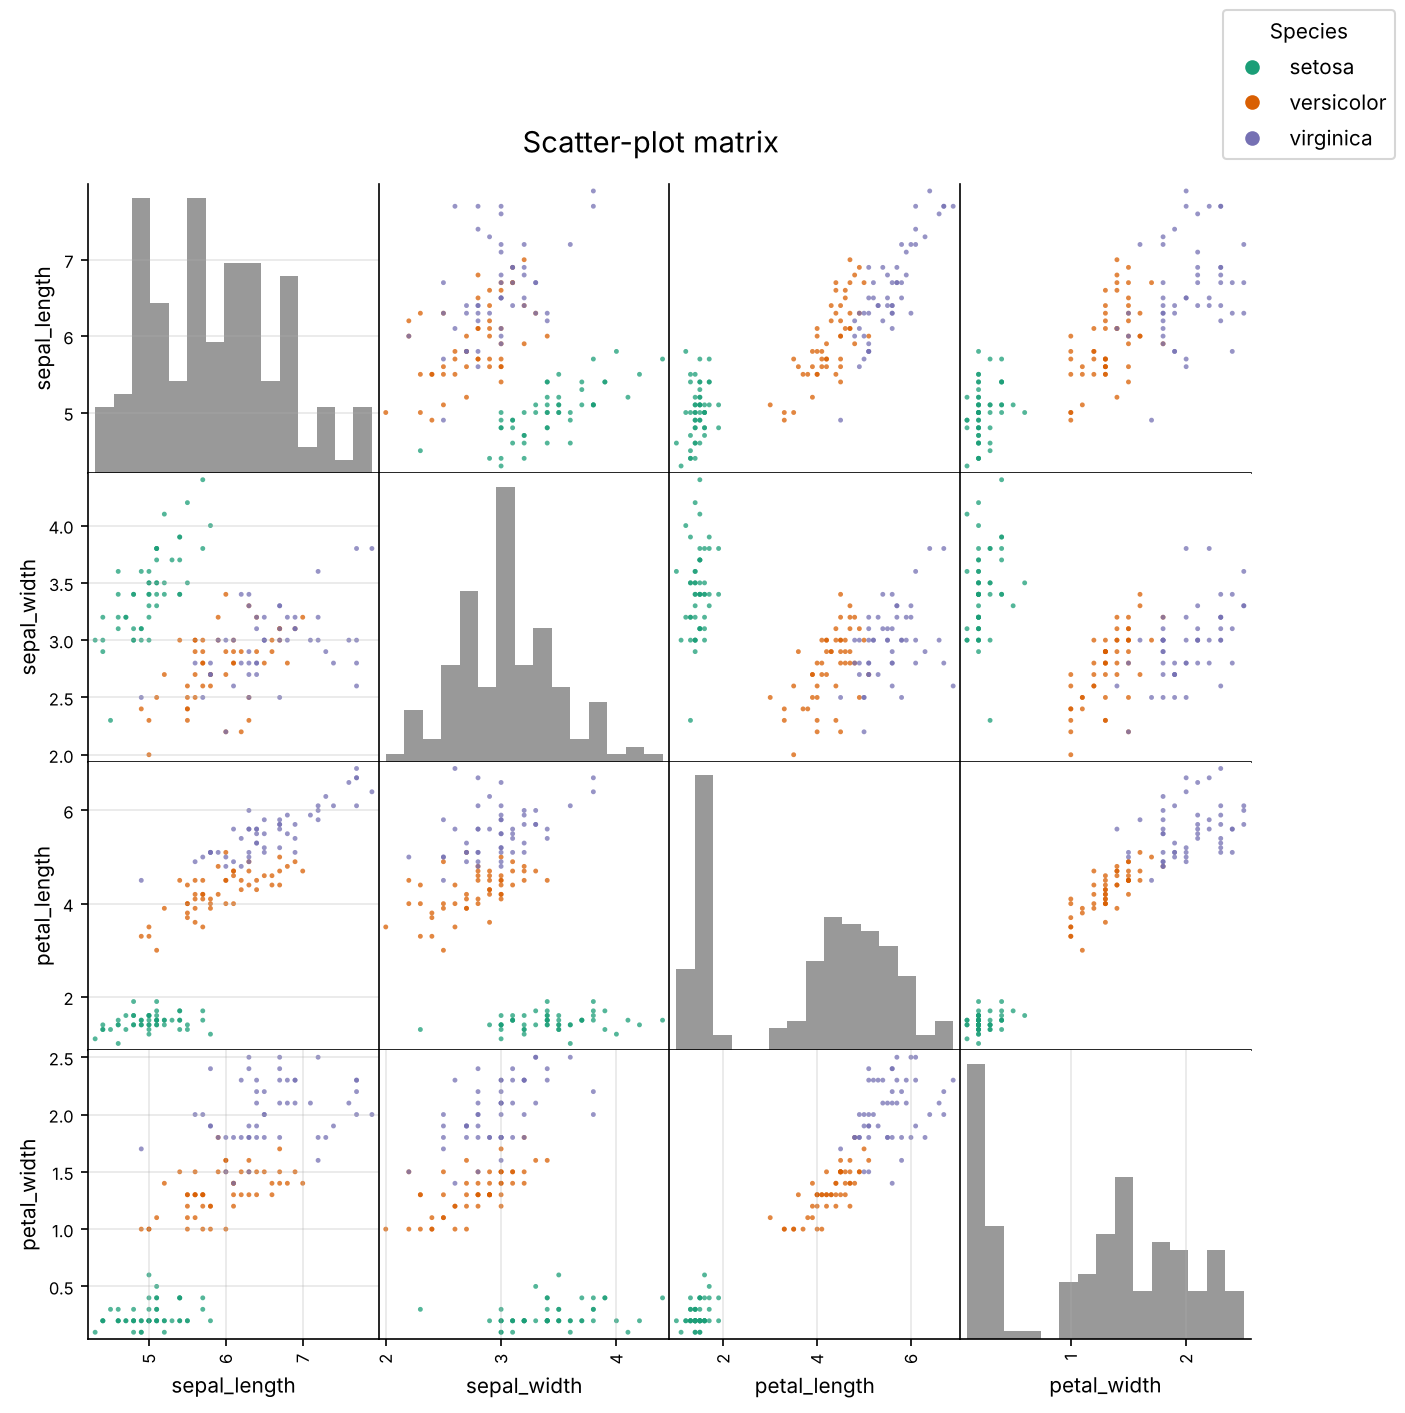 Species
setosa
versicolor
virginica
Scatter-plot matrix
sepal_length
7
6
5
sepal_width
4.0
3.5
3.0
2.5
2.0
petal_length
6
4
2
petal_width
2.5
2.0
1.5
1.0
0.5
5 6 7 2 3 4 2 4 6 1 2
sepal_length sepal_width petal_length petal_width